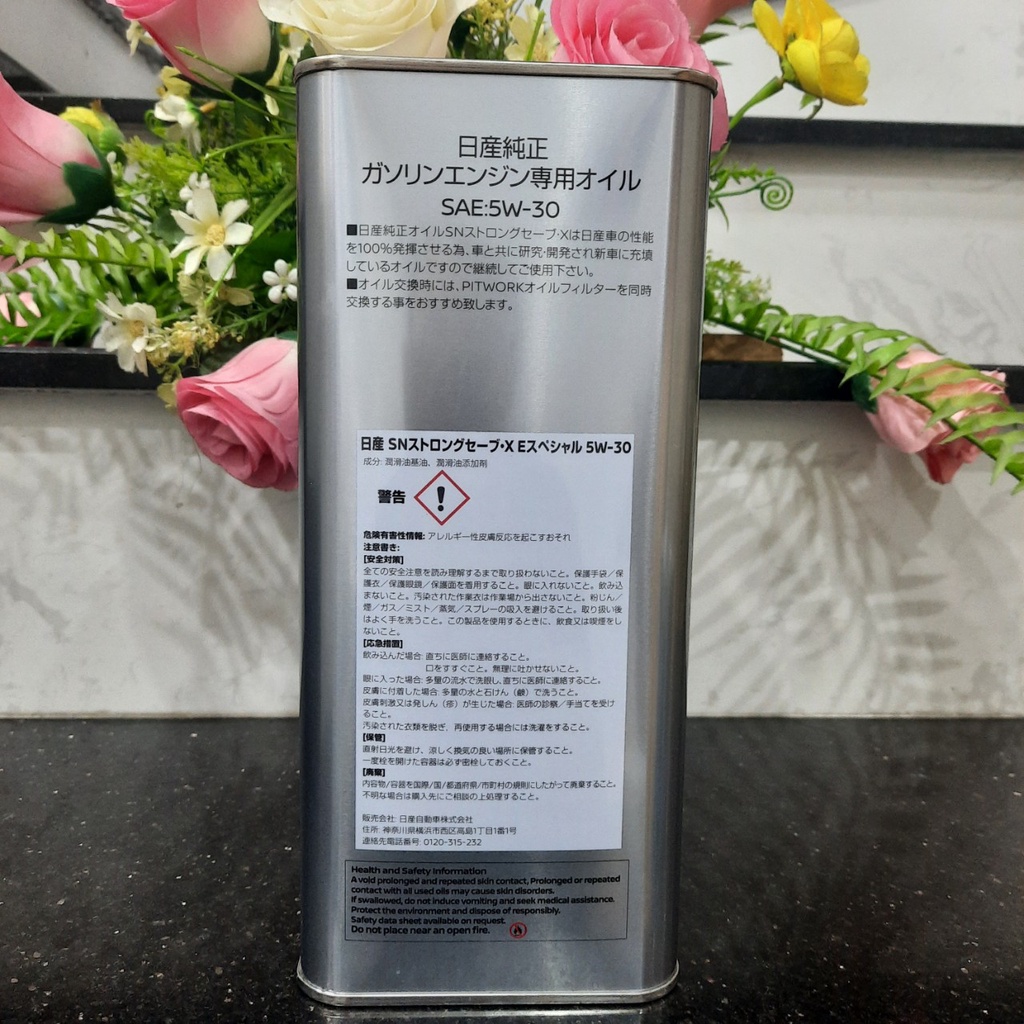 日産純正
ガソリンエンジン専用オイル
SAE:5W-30
■日産純正オイルSNストロングセーブ·Xは日産車の性能
を100%発揮させる為、車と共に研究·開発され新車に充填
しているオイルですので継続してご使用下さい。
■オイル交換時には、PITWORKオイルフィルターを同時
交換する事をおすすめ致します。
日産 SNストロングセーブ·X Eスペシャル 5W-30
成分: 潤滑油基油、潤滑油添加剤
警告
危険有害性情報: アレルギー性皮膚反応を起こすおそれ
注意書き:
[安全対策]
全ての安全注意を読み理解するまで取り扱わないこと。保護手袋／保
護衣／保護眼鏡／保護面を着用すること。眼に入れないこと。飲み込
まないこと。汚染された作業衣は作業場から出さないこと。粉じん／
煙／ガス／ミスト／蒸気／スプレーの吸入を避けること。取り扱い後
はよく手を洗うこと。この製品を使用するときに、飲食又は喫煙をし
ないこと。
[応急措置]
飲み込んだ場合: 直ちに医師に連絡すること。
口をすすぐこと。無理に吐かせないこと。
眼に入った場合: 多量の流水で洗眼し、直ちに医師に連絡すること。
皮膚に付着した場合: 多量の水と石けん（鹸）で洗うこと。
皮膚刺激又は発しん（疹）が生じた場合: 医師の診察／手当てを受け
ること。
汚染された衣類を脱ぎ、再使用する場合には洗濯をすること。
[保管]
直射日光を避け、涼しく換気の良い場所に保管すること。
一度栓を開けた容器は必ず密栓しておくこと。
[廃棄]
内容物/容器を国際/国/都道府県/市町村の規則にしたがって廃棄すること。
不明な場合は購入先にご相談の上処理すること。
販売会社: 日産自動車株式会社
住所: 神奈川県横浜市西区高島1丁目1番1号
連絡先電話番号: 0120-315-232
Health and Safety Information
A void prolonged and repeated skin contact, Prolonged or repeated
contact with all used oils may cause skin disorders.
If swallowed, do not induce vomiting and seek medical assistance.
Protect the environment and dispose of responsibly.
Safety data sheet available on request.
Do not place near an open fire.